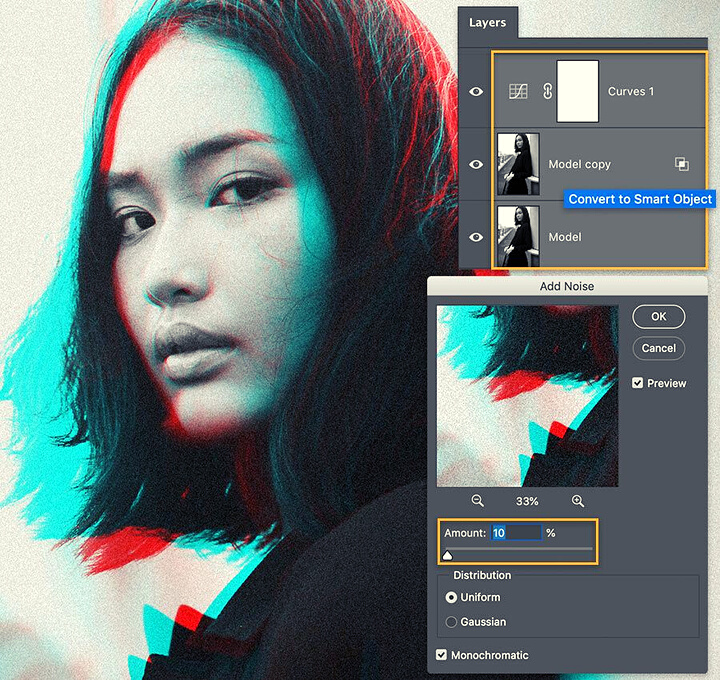 Layers
Curves 1
Model copy
Convert to Smart Object
Model
Add Noise
OK
Cancel
Preview
33%
Amount: 10 %
Distribution
Uniform
Gaussian
Monochromatic